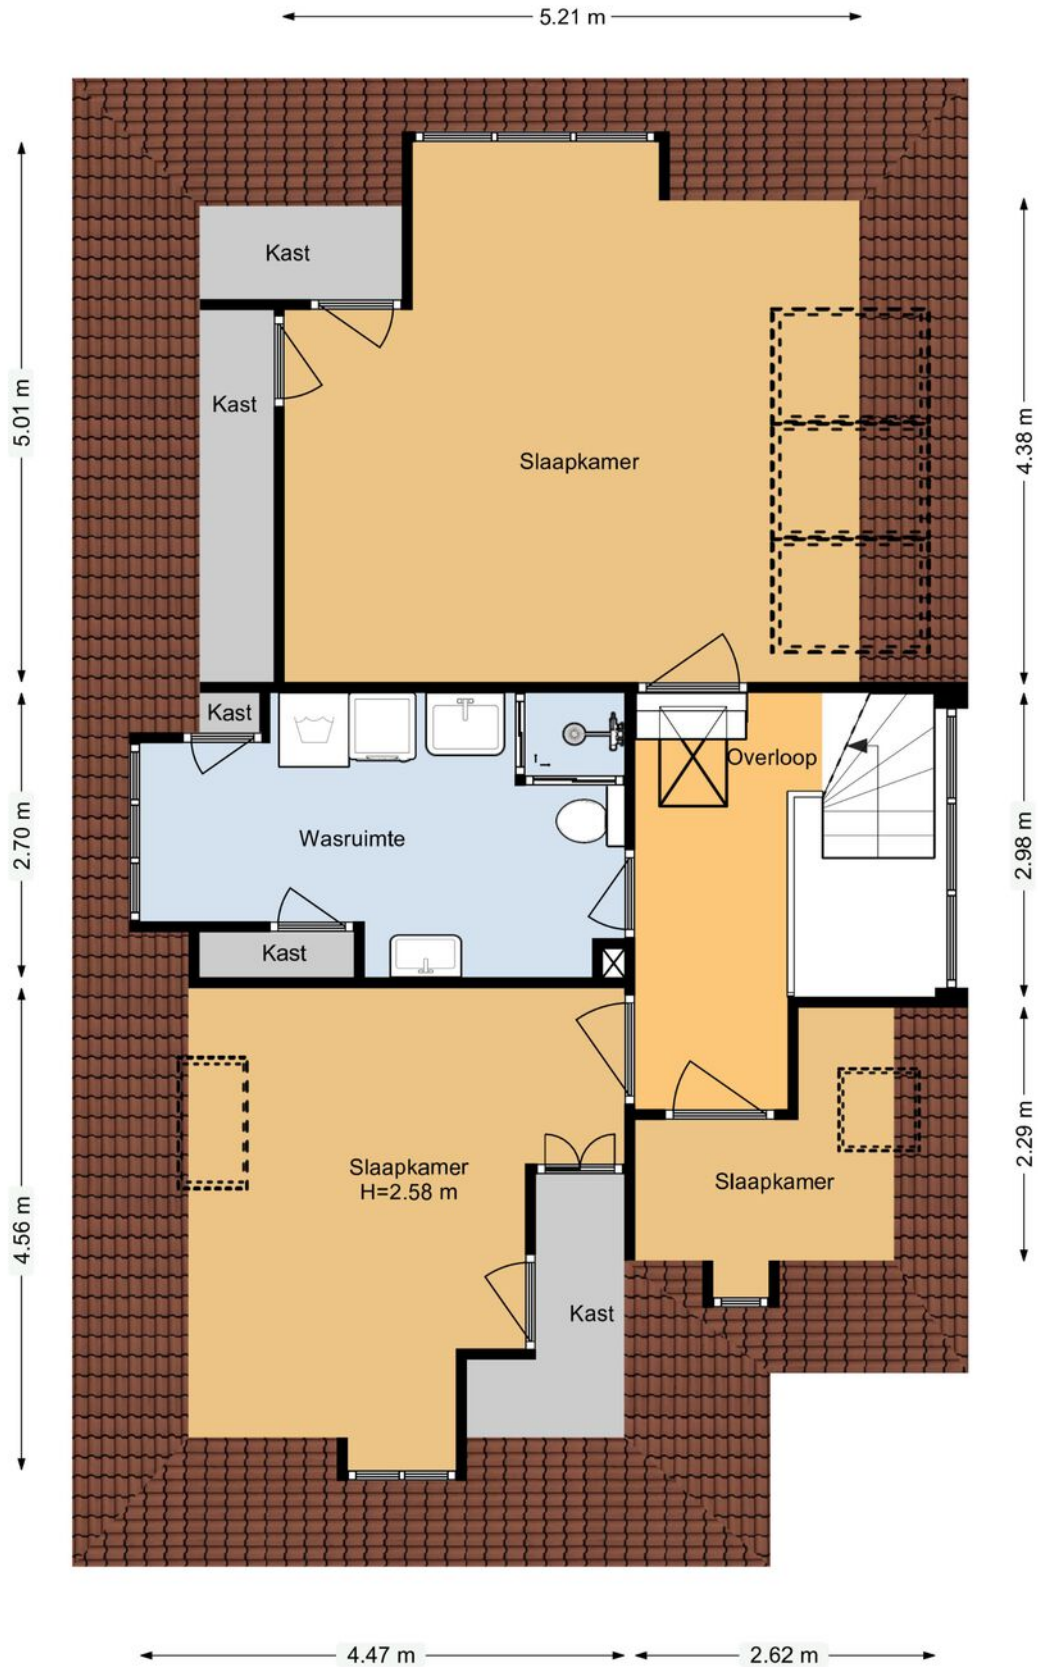 5.21 m
Kast
5.01 m
Kast
4.38 m
Slaapkamer
Kast
Overloop
2.70 m
Wasruimte
2.98 m
Kast
2.29 m
Slaapkamer
H=2.58 m
Slaapkamer
4.56 m
Kast
4.47 m
2.62 m